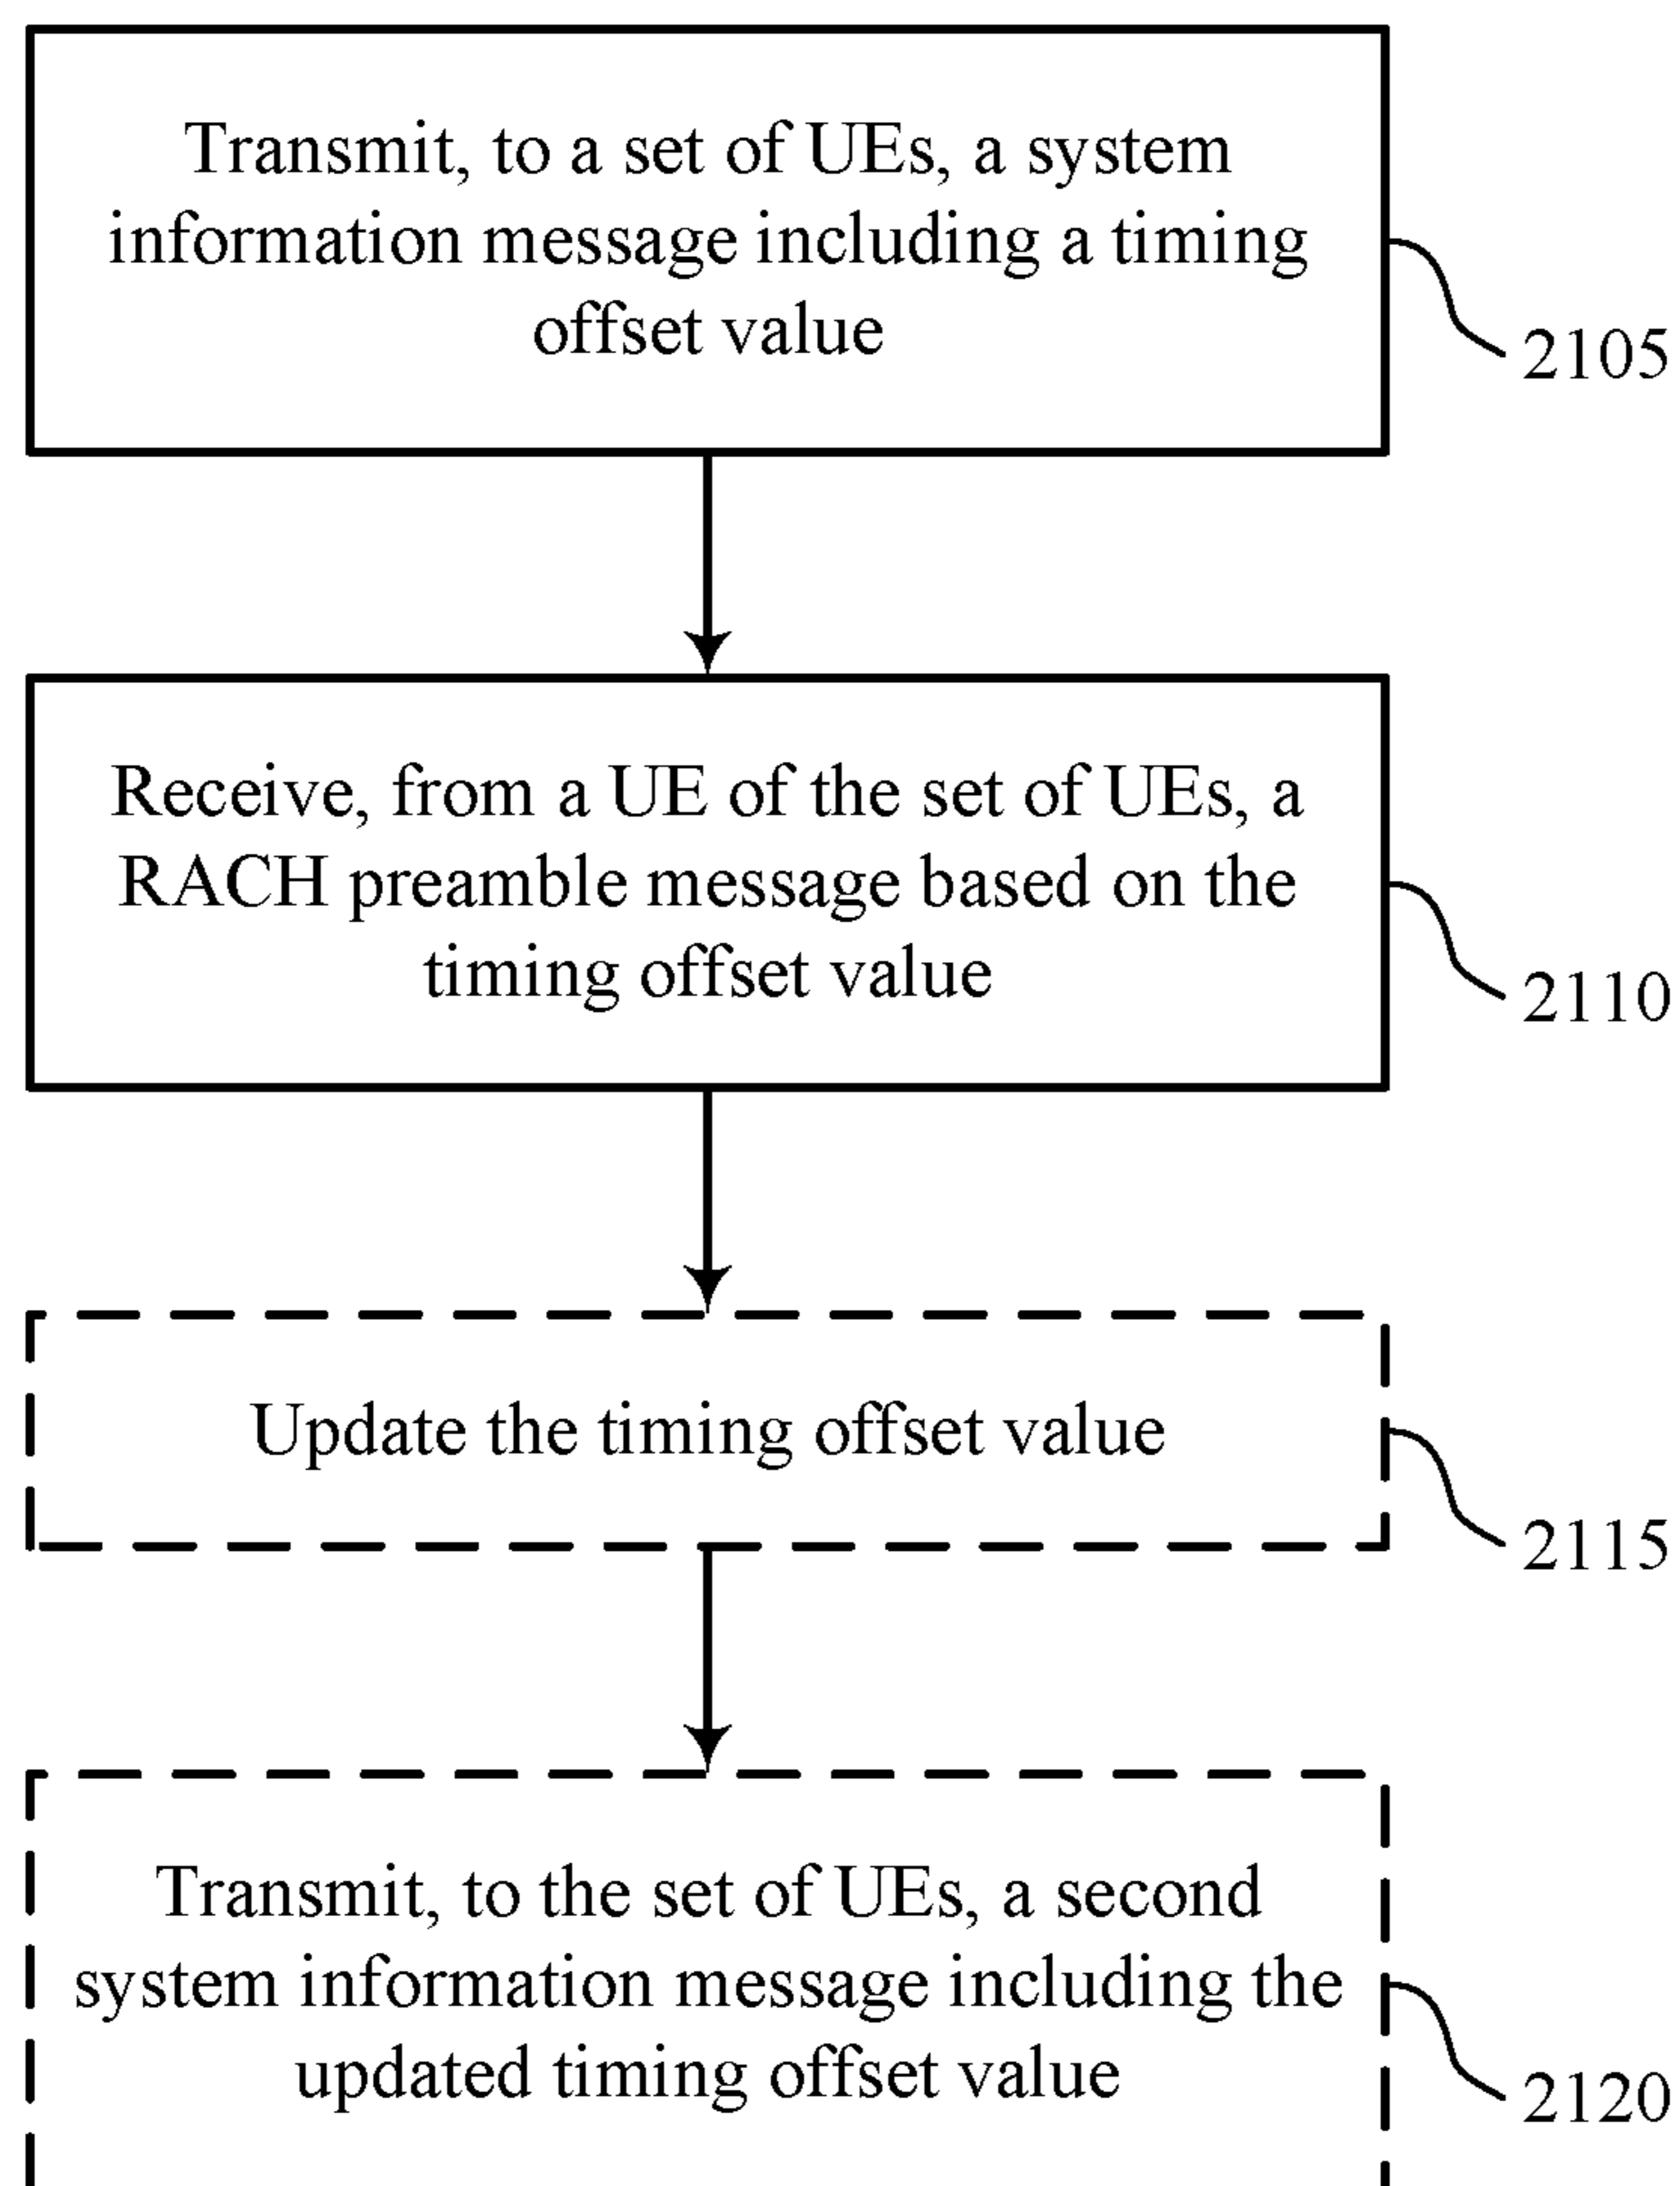 Transmit, to a set of UEs, a system
information message including a timing
offset value
2105
Receive, from a UE of the set of UEs, a
RACH preamble message based on the
timing offset value
2110
Update the timing offset value
2115
Transmit, to the set of UEs, a second
system information message including the
updated timing offset value
2120